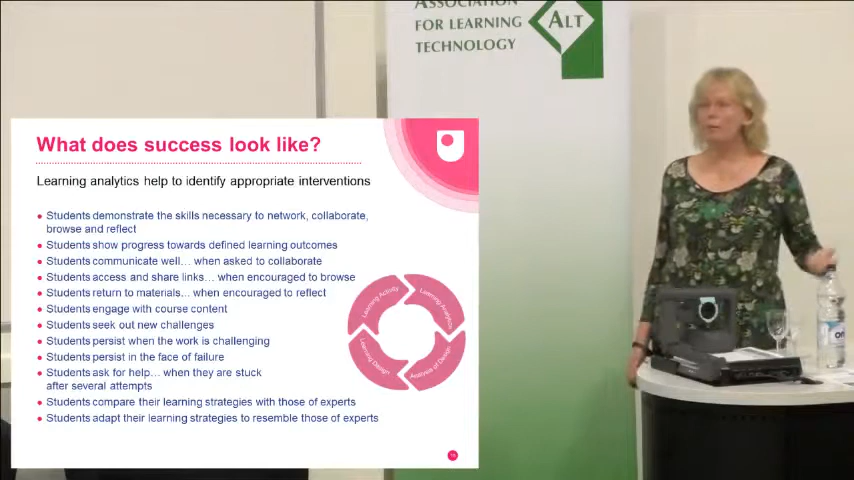 ASSOCIATION
FOR LEARNING
TECHNOLOGY
ALT
What does success look like?
Learning analytics help to identify appropriate interventions
• Students demonstrate the skills necessary to network, collaborate,
browse and reflect
• Students show progress towards defined learning outcomes
• Students communicate well... when asked to collaborate
• Students access and share links... when encouraged to browse
• Students return to materials... when encouraged to reflect
• Students engage with course content
• Students seek out new challenges
• Students persist when the work is challenging
• Students persist in the face of failure
• Students ask for help... when they are stuck
after several attempts
• Students compare their learning strategies with those of experts
• Students adapt their learning strategies to resemble those of experts
Learning Activity
Learning Analytics
Analysis of Design
Learning Design